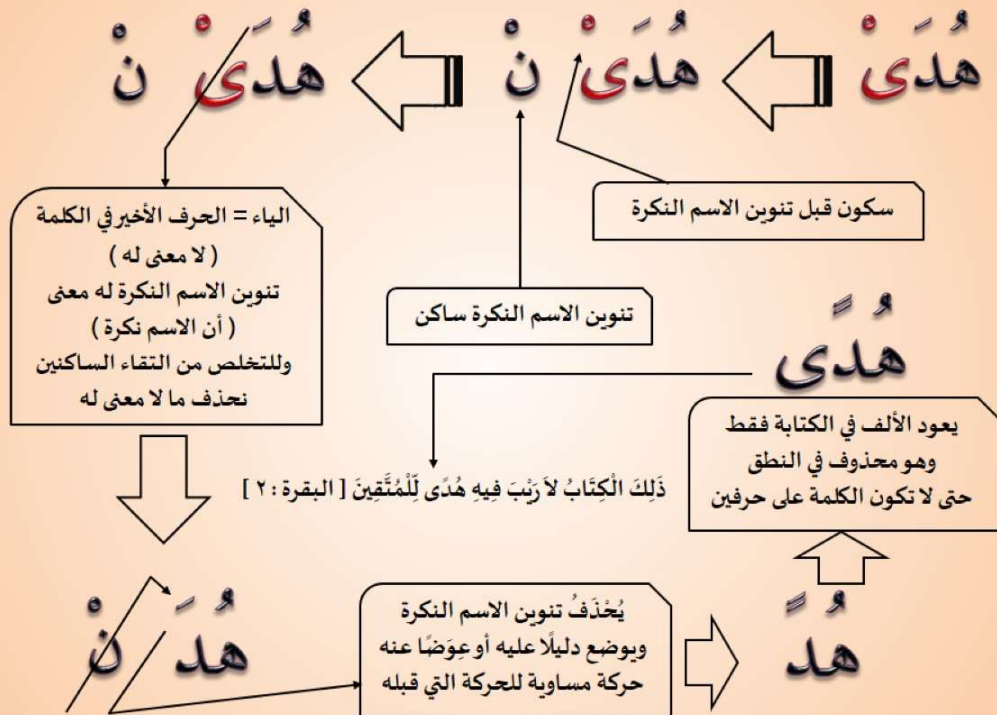 هُدَىْ
هُدَىْ نْ
هُدَىْ نْ
سكون قبل تنوين الاسم النكرة
تنوين الاسم النكرة ساكن
الياء = الحرف الأخير في الكلمة
( لا معنى له )
تنوين الاسم النكرة له معنى
( أن الاسم نكرة )
وللتخلص من التقاء الساكنين
نحذف ما لا معنى له
هُدَ نْ
يُحْذَفُ تنوين الاسم النكرة
ويوضع دليلًا عليه أو عِوَضًا عنه
حركة مساوية للحركة التي قبله
هُدً
يعود الألف في الكتابة فقط
وهو محذوف في النطق
حتى لا تكون الكلمة على حرفين
هُدًى
ذَلِكَ الْكِتَابُ لاَ رَيْبَ فِيهِ هُدًى لِّلْمُتَّقِينَ [ البقرة : ٢ ]